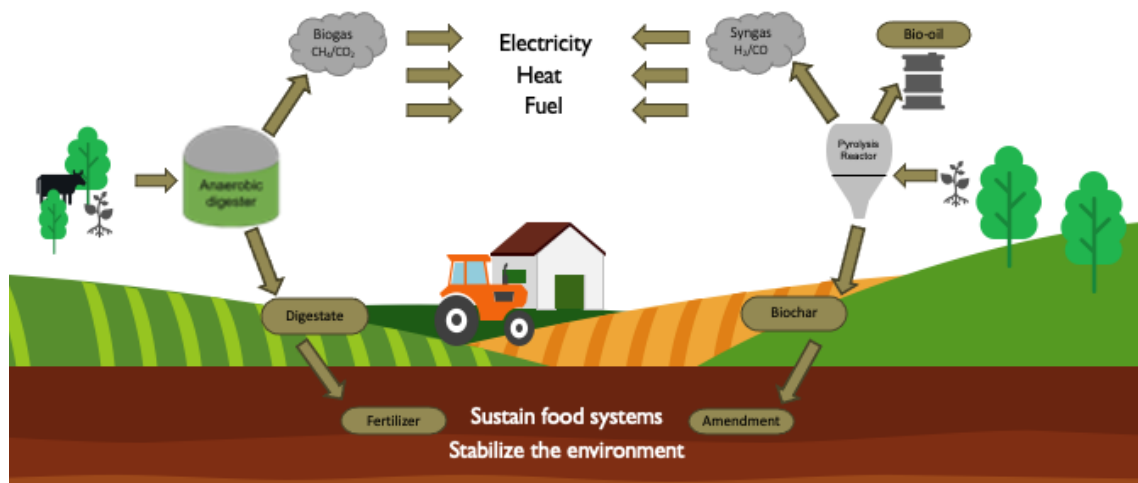 Biogas
CH₄/CO₂
Electricity
Heat
Fuel
Syngas
H₂/CO
Bio-oil
Pyrolysis
Reactor
Anaerobic
digester
Digestate
Biochar
Fertilizer
Sustain food systems
Stabilize the environment
Amendment